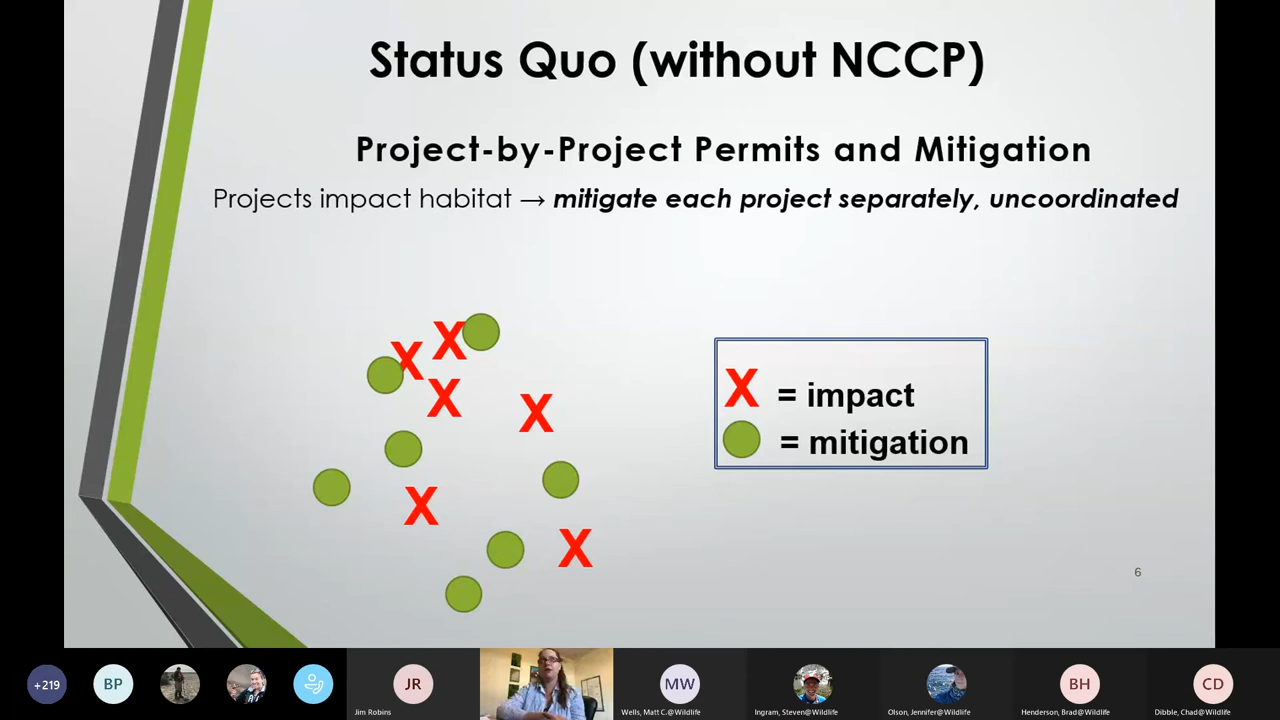 Status Quo (without NCCP)
Project-by-Project Permits and Mitigation
Projects impact habitat → mitigate each project separately, uncoordinated
X X X X X X
X = impact
= mitigation
6
+219
BP
JR
Jim Robins
MW
Wells, Matt C.@Wildlife
Ingram, Steven@Wildlife
Olson, Jennifer@Wildlife
BH
Henderson, Brad@Wildlife
CD
Dibble, Chad@Wildlife